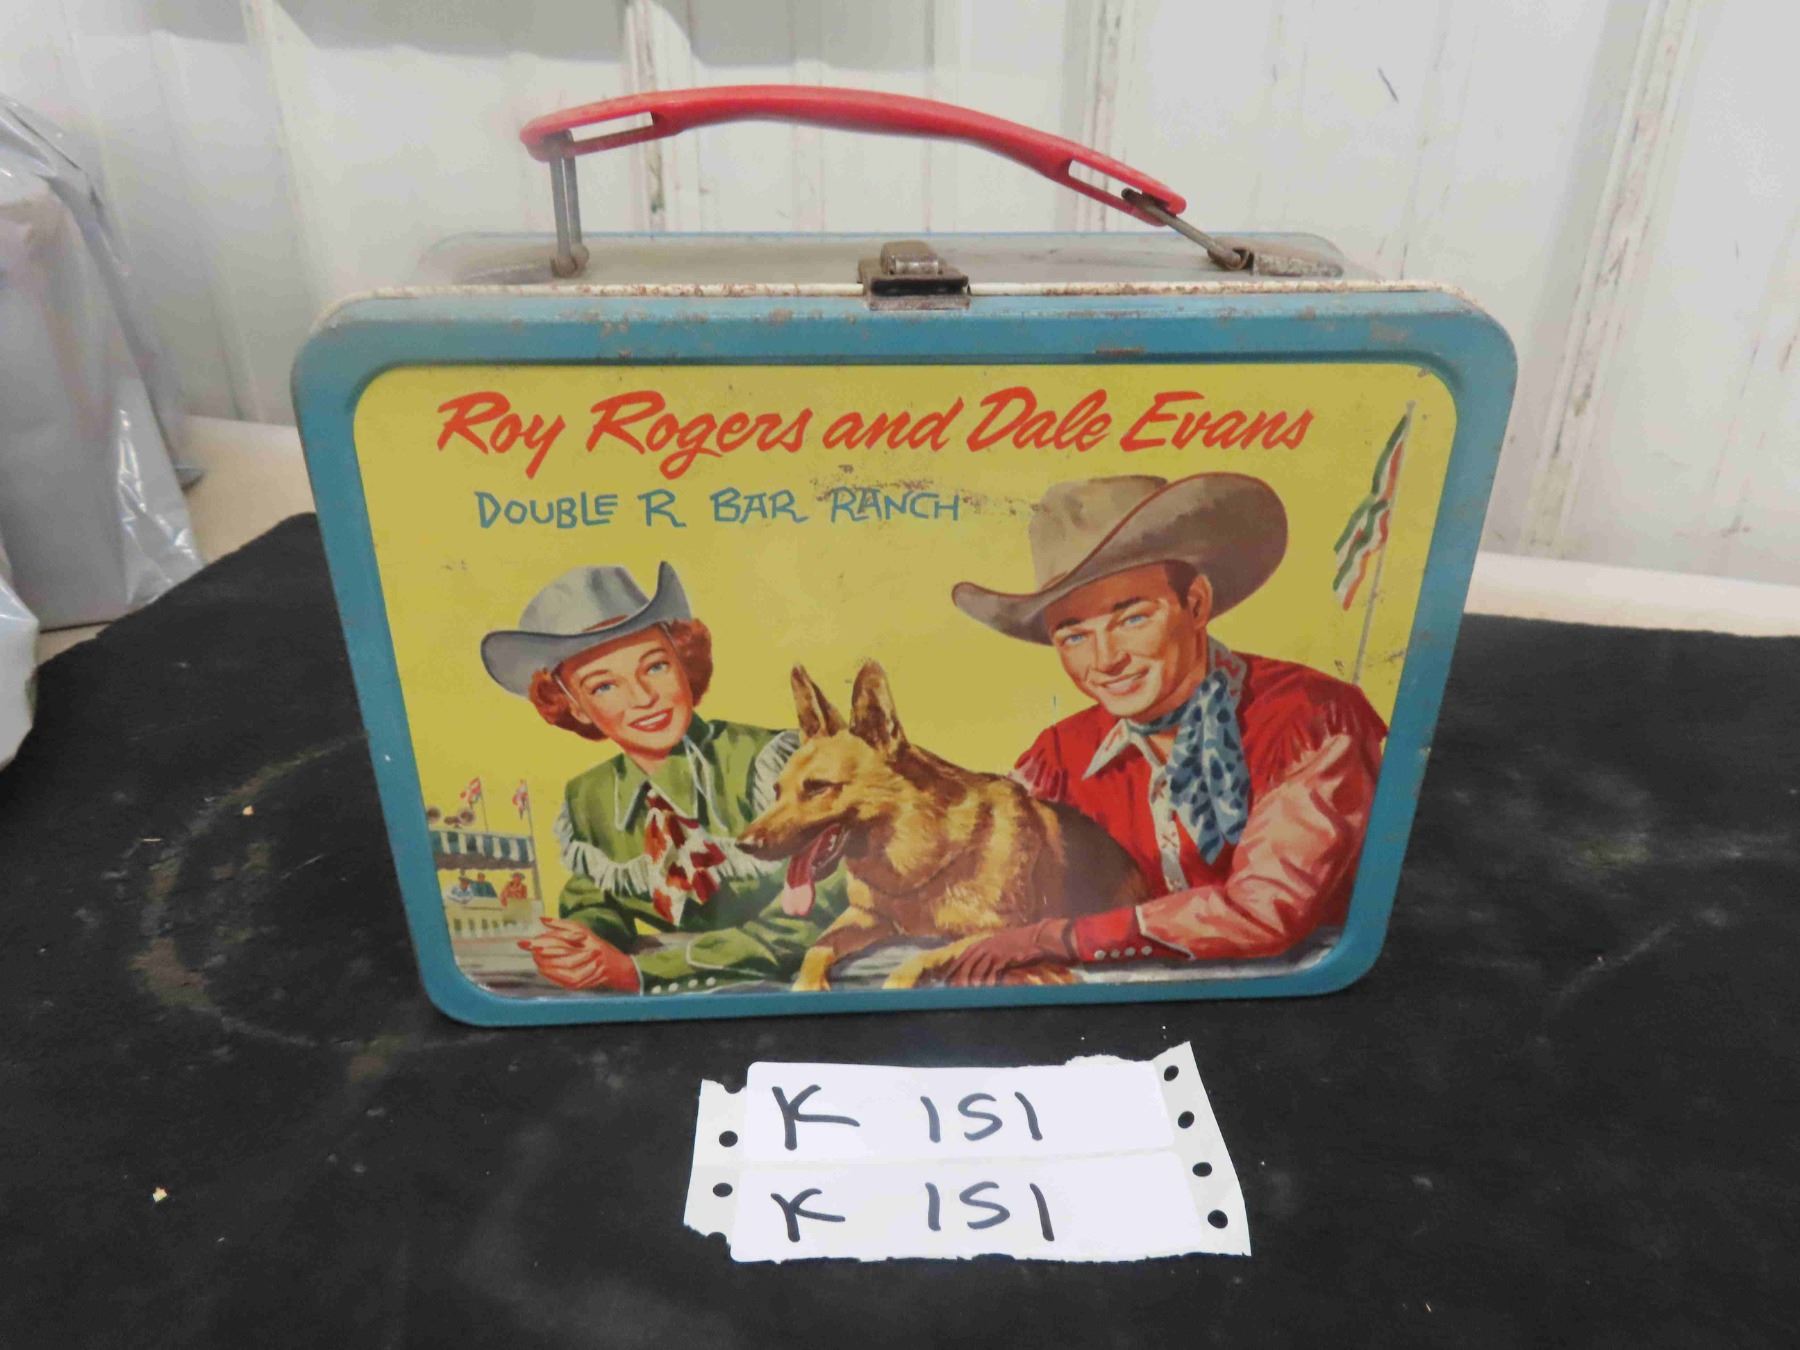 Roy Rogers and Dale Evans
DOUBLE R BAR RANCH
K 151
K 151